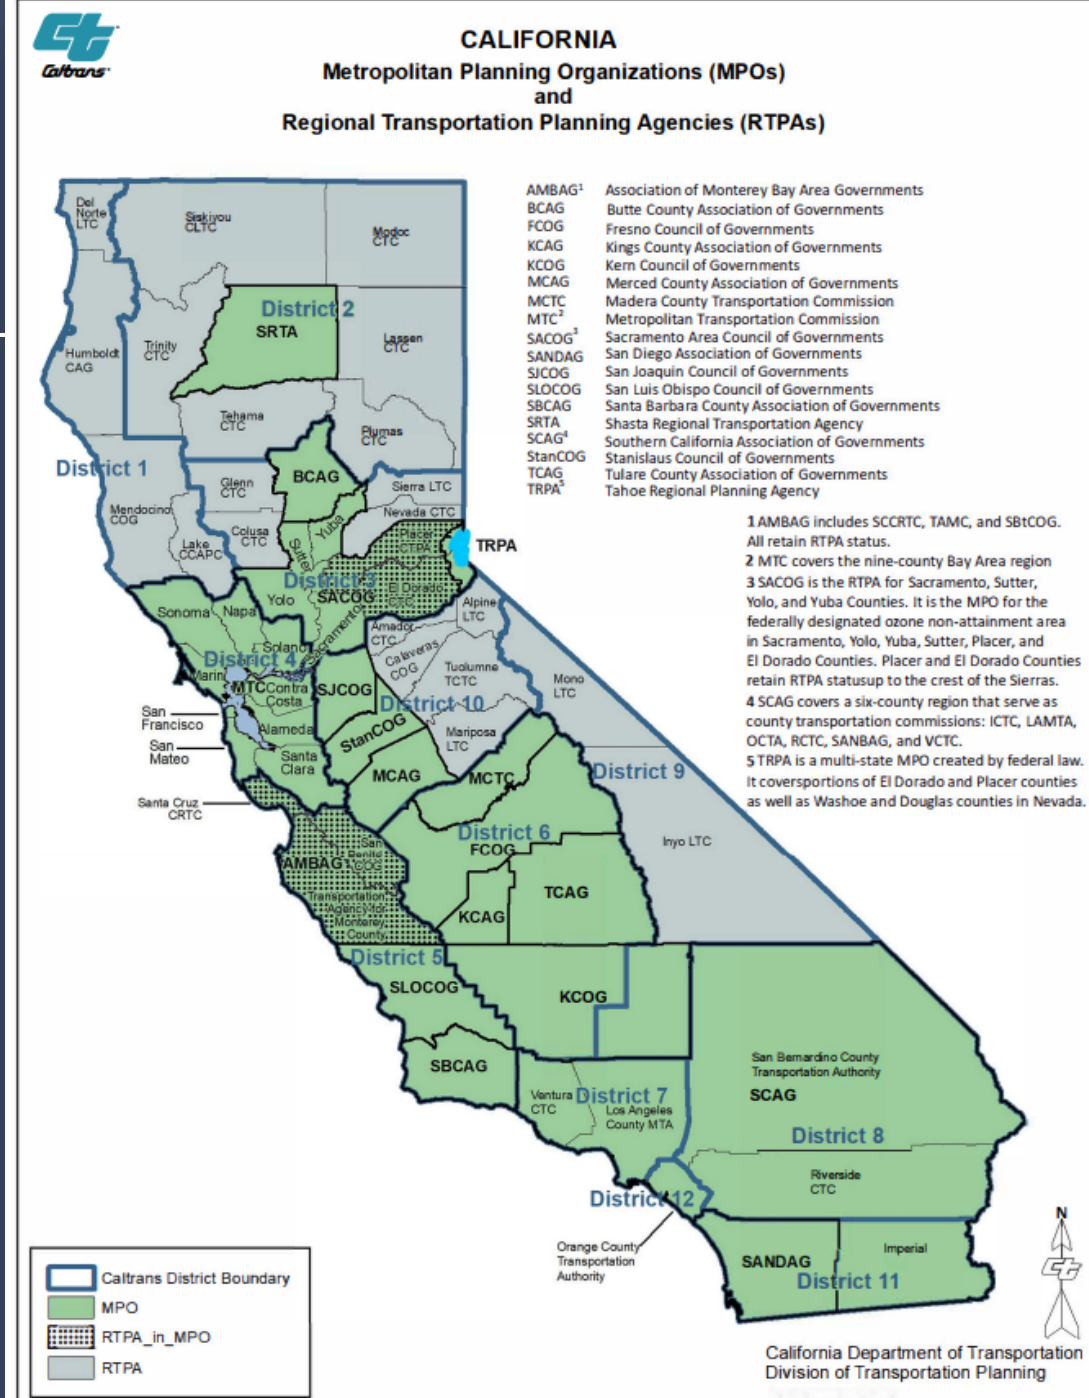 Caltrans
CALIFORNIA
Metropolitan Planning Organizations (MPOs)
and
Regional Transportation Planning Agencies (RTPAs)
AMBAG1 Association of Monterey Bay Area Governments
BCAG Butte County Association of Governments
FCOG Fresno Council of Governments
KCAG Kings County Association of Governments
KCOG Kern Council of Governments
MCAG Merced County Association of Governments
MCTC Madera County Transportation Commission
MTC2 Metropolitan Transportation Commission
SACOG3 Sacramento Area Council of Governments
SANDAG San Diego Association of Governments
SJCOG San Joaquin Council of Governments
SLOCOG San Luis Obispo Council of Governments
SBCAG Santa Barbara County Association of Governments
SRTA Shasta Regional Transportation Agency
SCAG4 Southern California Association of Governments
StanCOG Stanislaus Council of Governments
TCAG Tulare County Association of Governments
TRPA5 Tahoe Regional Planning Agency
1 AMBAG includes SCCRTC, TAMC, and SBtCOG.
All retain RTPA status.
2 MTC covers the nine-county Bay Area region
3 SACOG is the RTPA for Sacramento, Sutter,
Yolo, and Yuba Counties. It is the MPO for the
federally designated ozone non-attainment area
in Sacramento, Yolo, Yuba, Sutter, Placer, and
El Dorado Counties. Placer and El Dorado Counties
retain RTPA statusup to the crest of the Sierras.
4 SCAG covers a six-county region that serve as
county transportation commissions: ICTC, LAMTA,
OCTA, RCTC, SANBAG, and VCTC.
5 TRPA is a multi-state MPO created by federal law.
It coversportions of El Dorado and Placer counties
as well as Washoe and Douglas counties in Nevada.
Del
Norte
LTC
Siskiyou
CLTC
Modoc
CTC
District 2
SRTA
Humboldt
CAG
Trinity
CTC
Lassen
CTC
Tehama
CTC
Plumas
CTC
District 1
BCAG
Glenn
CTC
Sierra LTC
Mendocino
COG
Nevada CTC
Lake
CCAPC
Colusa
CTC
Sutter
Yuba
Placer
CTPA
TRPA
District 3
SACOG
El Dorado
CTC
Yolo
Sacramento
Sonoma
Napa
Solano
Alpine
LTC
Amador
CTC
Calaveras
COG
Tuolumne
TCTC
Mono
LTC
District 4
Marin
MTC
Contra
Costa
SJCOG
District 10
San
Francisco
Alameda
StanCOG
Mariposa
LTC
San
Mateo
Santa
Clara
MCAG
MCTC
District 9
Santa Cruz
CRTC
District 6
FCOG
Inyo LTC
San
Benito
COG
AMBAG
TCAG
Transportation
Agency for
Monterey
County
KCAG
District 5
SLOCOG
KCOG
SBCAG
San Bernardino County
Transportation Authority
SCAG
Ventura
CTC
District 7
Los Angeles
County MTA
District 8
Riverside
CTC
District 12
Orange County
Transportation
Authority
SANDAG
Imperial
District 11
N
Caltrans District Boundary
MPO
RTPA_in_MPO
RTPA
California Department of Transportation
Division of Transportation Planning